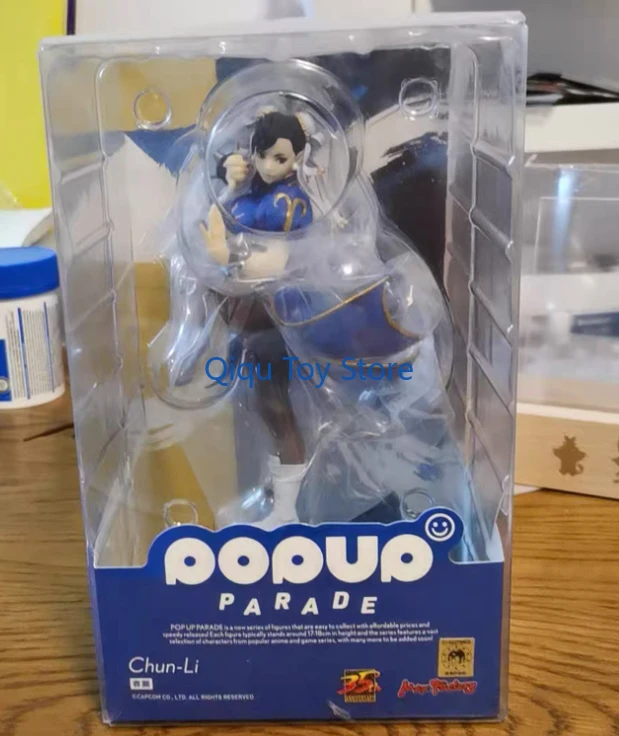 Qiqu Toy Store
POPUP
PARADE
POP UP PARADE is a new series of figures that are easy to collect with affordable prices and
speedy releases! Each figure typically stands around 17-18cm in height and the series features a vast
selection of characters from popular anime and game series, with many more to be added soon!
Chun-Li
春麗
©CAPCOM CO., LTD. ALL RIGHTS RESERVED.
35th
Max Factory